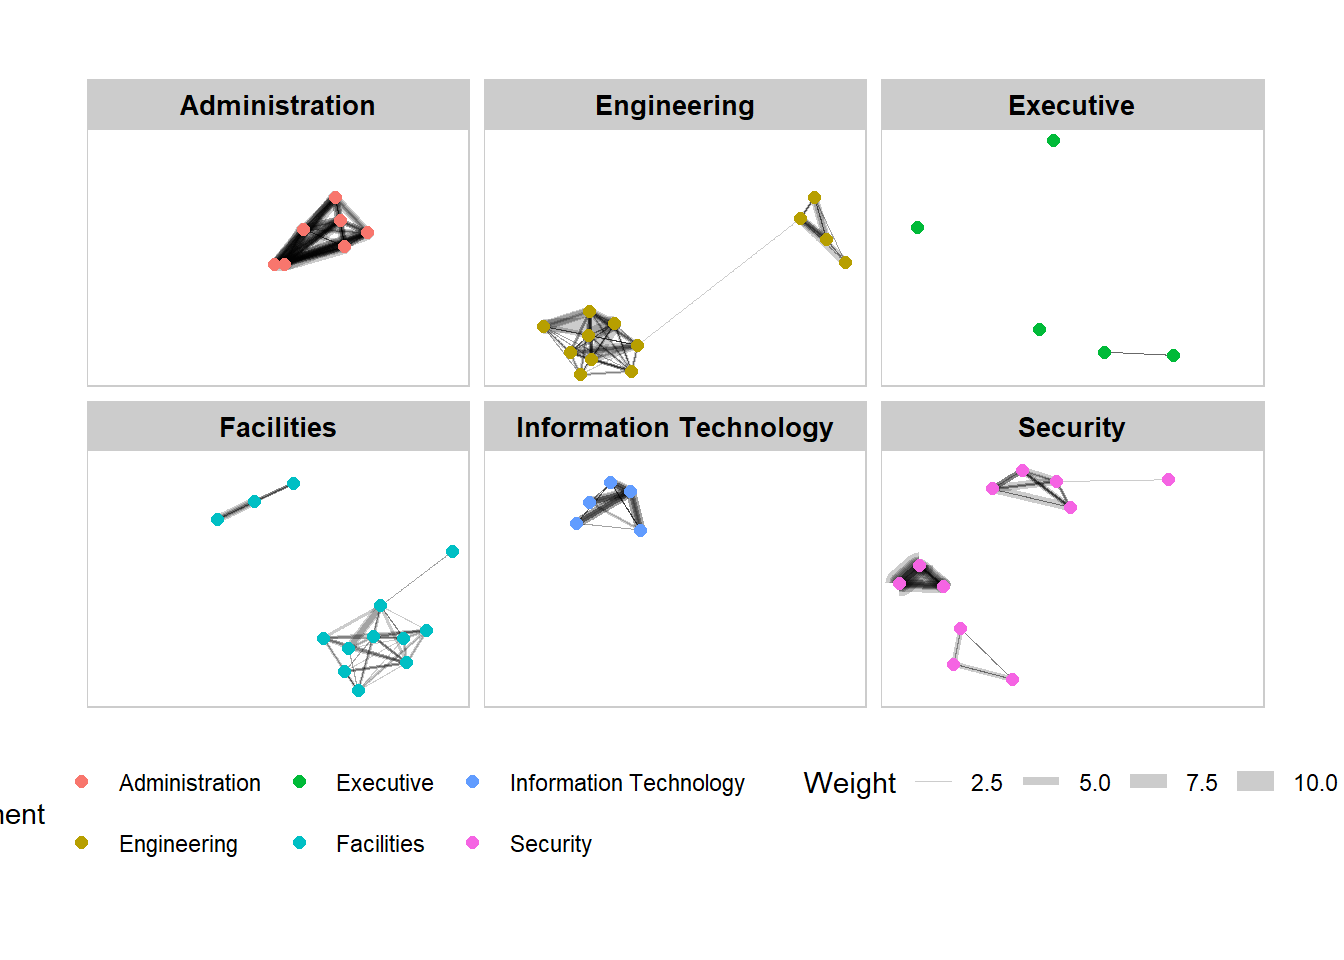 Administration
Engineering
Executive
Facilities
Information Technology
Security
Administration
Executive
Information Technology
Weight
2.5
5.0
7.5
10.0
Engineering
Facilities
Security